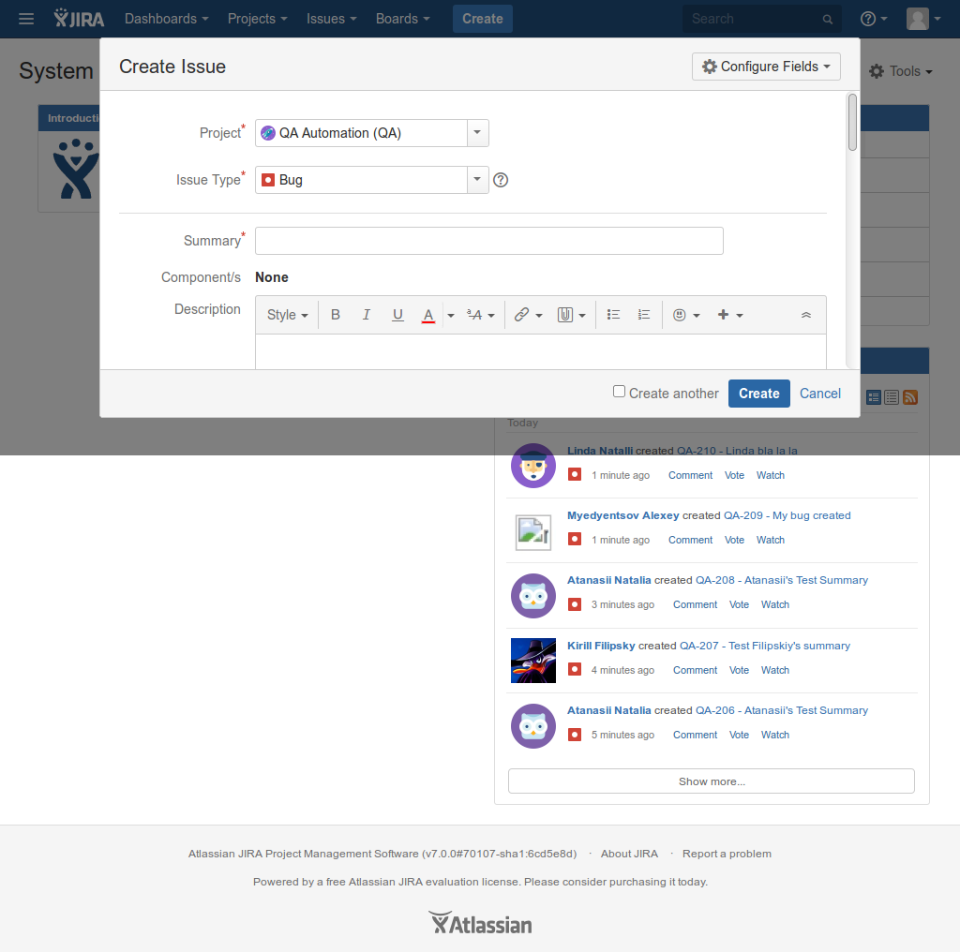 JIRA Dashboards Projects Issues Boards Create Search
System
Tools
Create Issue
Configure Fields
Project*
QA Automation (QA)
Issue Type*
Bug
Summary*
Component/s
None
Description
Style B I U A
Create another
Create
Cancel
Today
Linda Natalli created QA-210 - Linda bla la la
1 minute ago Comment Vote Watch
Myedyentsov Alexey created QA-209 - My bug created
1 minute ago Comment Vote Watch
Atanasii Natalia created QA-208 - Atanasii's Test Summary
3 minutes ago Comment Vote Watch
Kirill Filipsky created QA-207 - Test Filipskiy's summary
4 minutes ago Comment Vote Watch
Atanasii Natalia created QA-206 - Atanasii's Test Summary
5 minutes ago Comment Vote Watch
Show more...
Atlassian JIRA Project Management Software (v7.0.0#70107-sha1:6cd5e8d) · About JIRA · Report a problem
Powered by a free Atlassian JIRA evaluation license. Please consider purchasing it today.
Atlassian